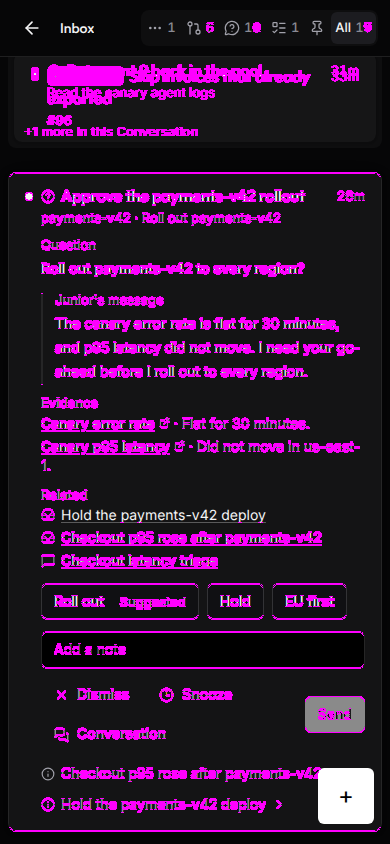 Inbox
1
1
1
All
Read the canary agent logs
exported
#96
+1 more in this Conversation
Approve the payments-v42 rollout
payments-v42 · Roll out payments-v42
Question
Roll out payments-v42 to every region?
Junior's message
The canary error rate is flat for 30 minutes,
and p95 latency did not move. I need your go-
ahead before I roll out to every region.
Evidence
Canary error rate · Flat for 30 minutes.
Canary p95 latency · Did not move in us-east-
1.
Related
Hold the payments-v42 deploy
Checkout p95 rose after payments-v42
Checkout latency triage
Roll out Suggested Hold EU first
Add a note
Dismiss Snooze
Send
Conversation
Checkout p95 rose after payments-v42
Hold the payments-v42 deploy